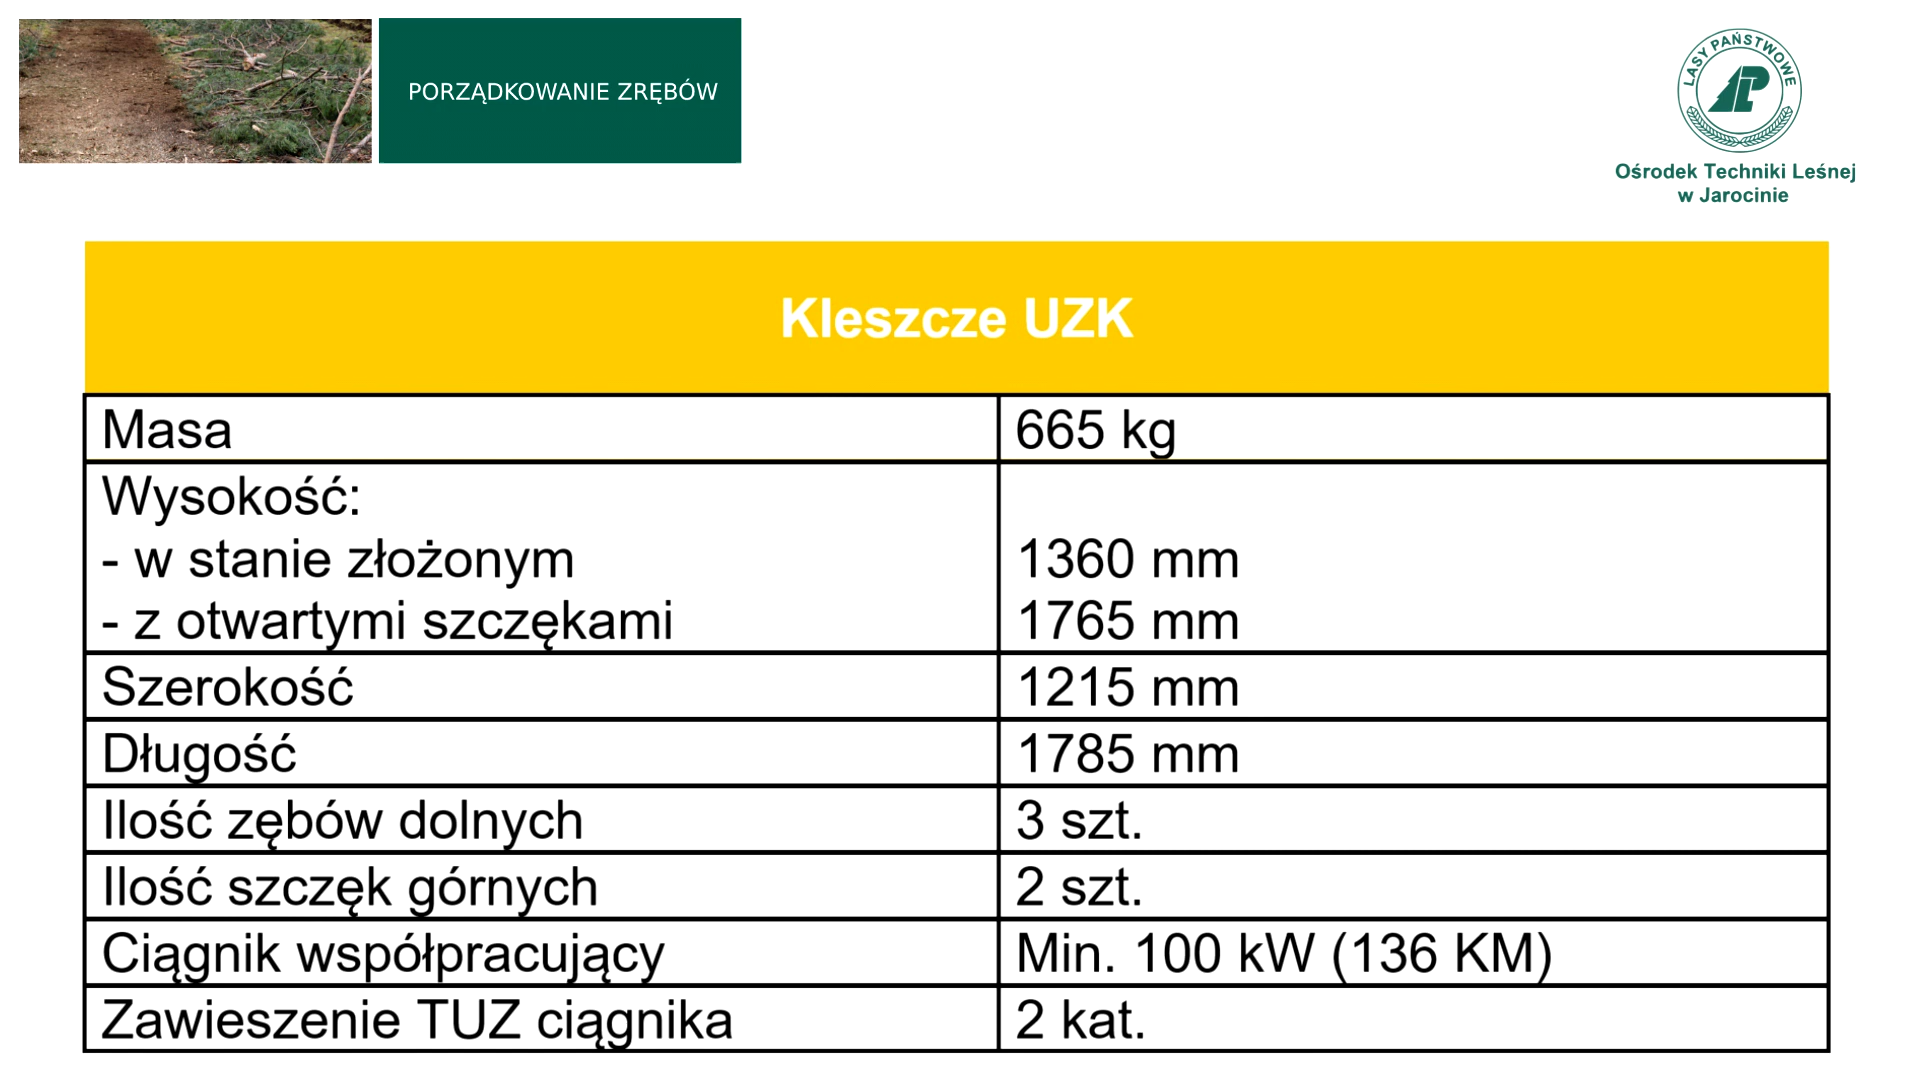 PORZĄDKOWANIE ZRĘBÓW
LASY PAŃSTWOWE
Ośrodek Techniki Leśnej
w Jarocinie
Kleszcze UZK
Masa 665 kg
Wysokość:
- w stanie złożonym 1360 mm
- z otwartymi szczękami 1765 mm
Szerokość 1215 mm
Długość 1785 mm
Ilość zębów dolnych 3 szt.
Ilość szczęk górnych 2 szt.
Ciągnik współpracujący Min. 100 kW (136 KM)
Zawieszenie TUZ ciągnika 2 kat.